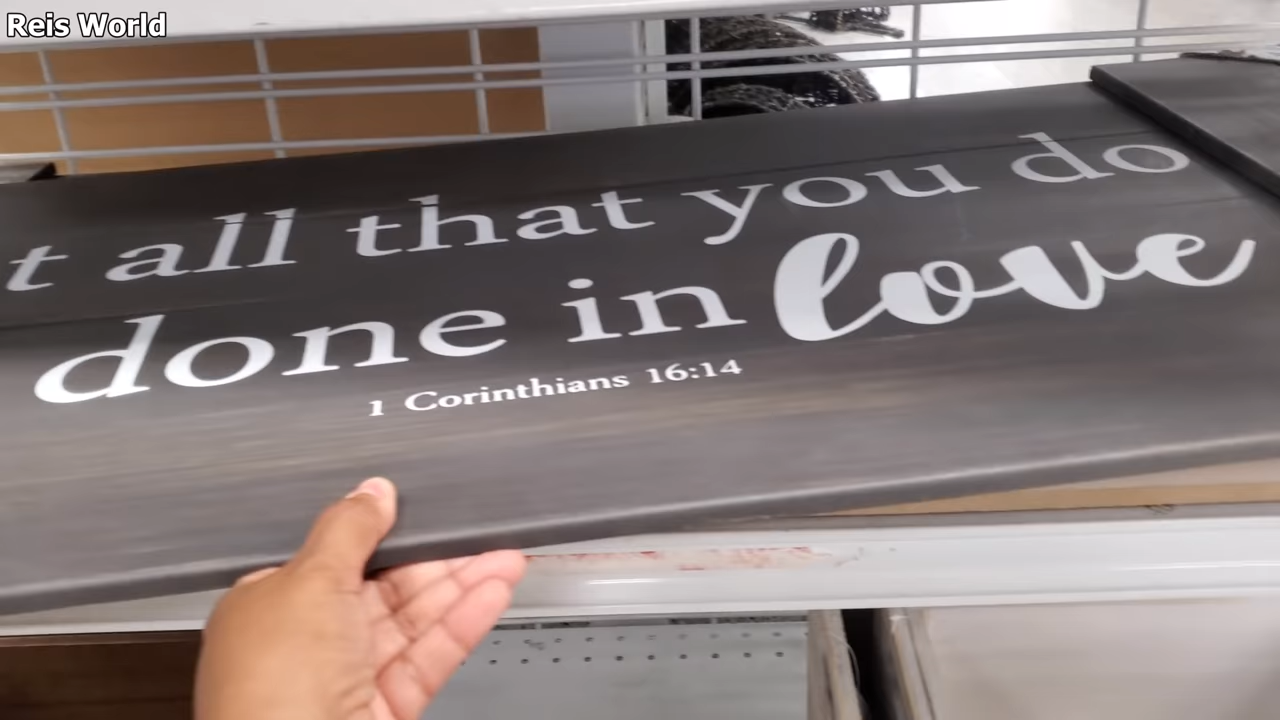 Reis World
t all that you do
done in love
1 Corinthians 16:14